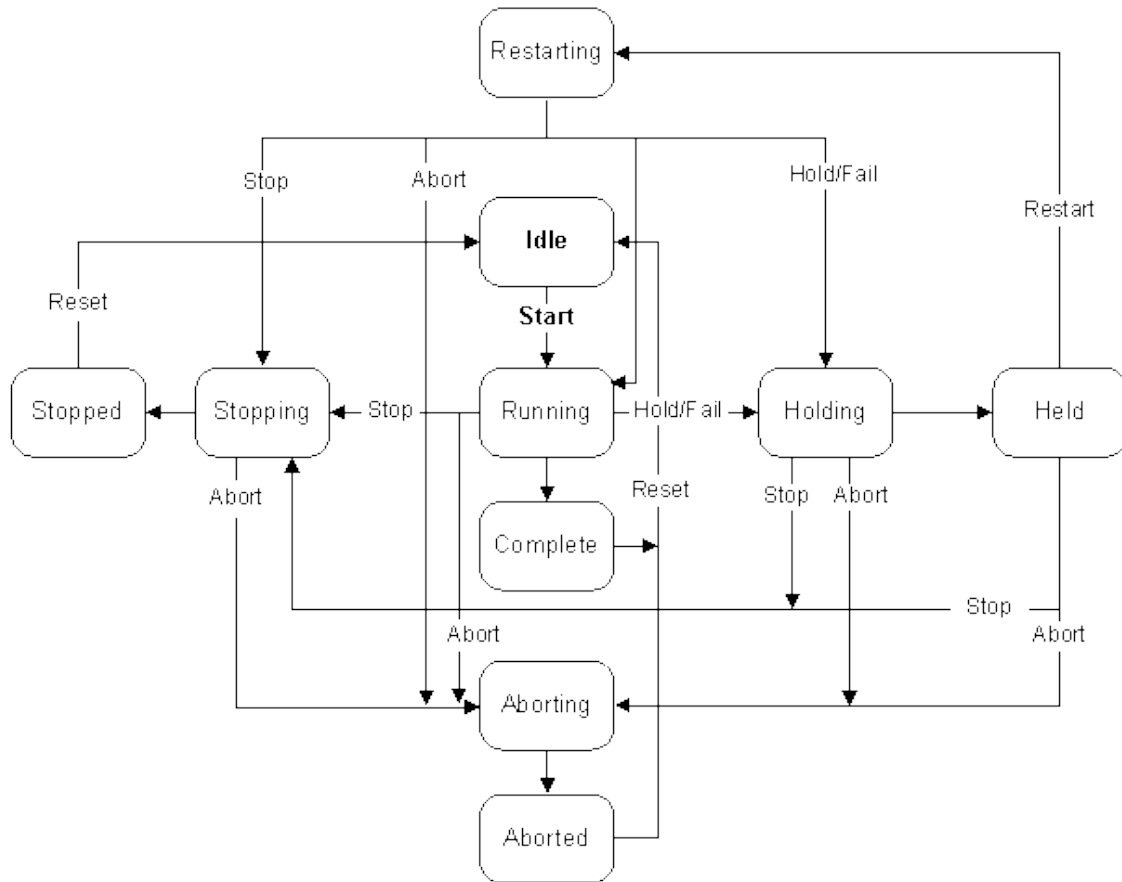 Restarting
Stop
Abort
Hold/Fail
Restart
Idle
Reset
Start
Stopped
Stopping
Stop
Running
Hold/Fail
Holding
Held
Abort
Reset
Stop
Abort
Complete
Stop
Abort
Abort
Aborting
Aborted